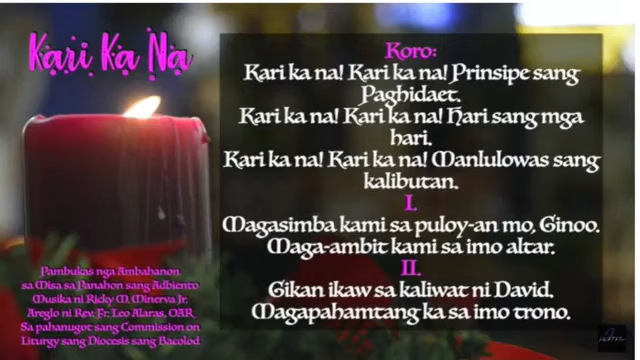 Kari Ka Na
Koro:
Kari ka na! Kari ka na! Prinsipe sang
Paghidaet.
Kari ka na! Kari ka na! Hari sang mga
hari.
Kari ka na! Kari ka na! Manlulowas sang
kalibutan.
I.
Magasimba kami sa puloy-an mo, Ginoo.
Maga-ambit kami sa imo altar.
II.
Gikan ikaw sa kaliwat ni David,
Magapahamtang ka sa imo trono.
Pambukas nga Ambahanon
sa Misa sa Panahon sang Adbiento
Musika ni Ricky M. Minerva Jr.
Areglo ni Rev. Fr. Leo Alaras, OAR
Sa pahanugot sang Commission on
Liturgy sang Diocesis sang Bacolod